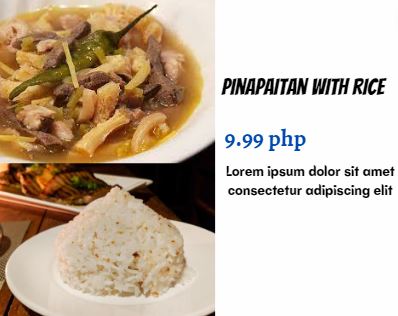 PINAPAITAN WITH RICE
9.99 php
Lorem ipsum dolor sit amet
consectetur adipiscing elit